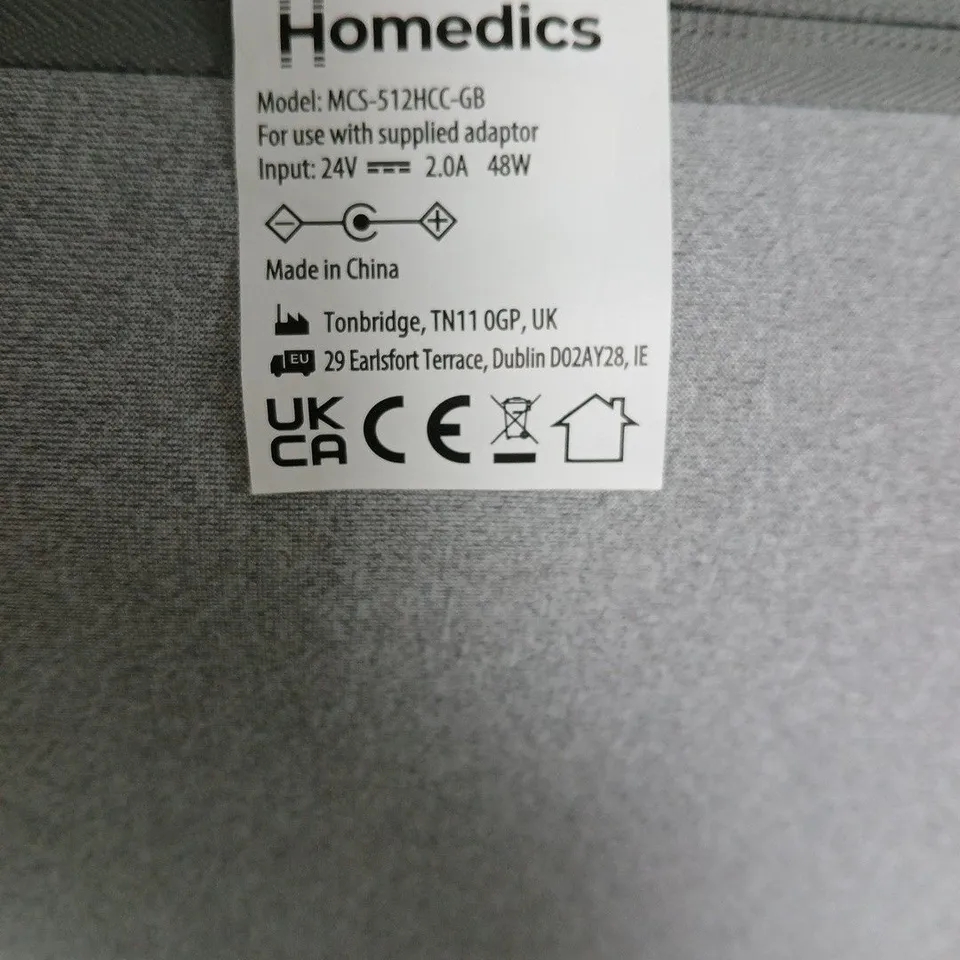 Homedics
Model: MCS-512HCC-GB
For use with supplied adaptor
Input: 24V ⎓ 2.0A 48W
Made in China
Tonbridge, TN11 0GP, UK
EU 29 Earlsfort Terrace, Dublin D02AY28, IE
UK
CA CE